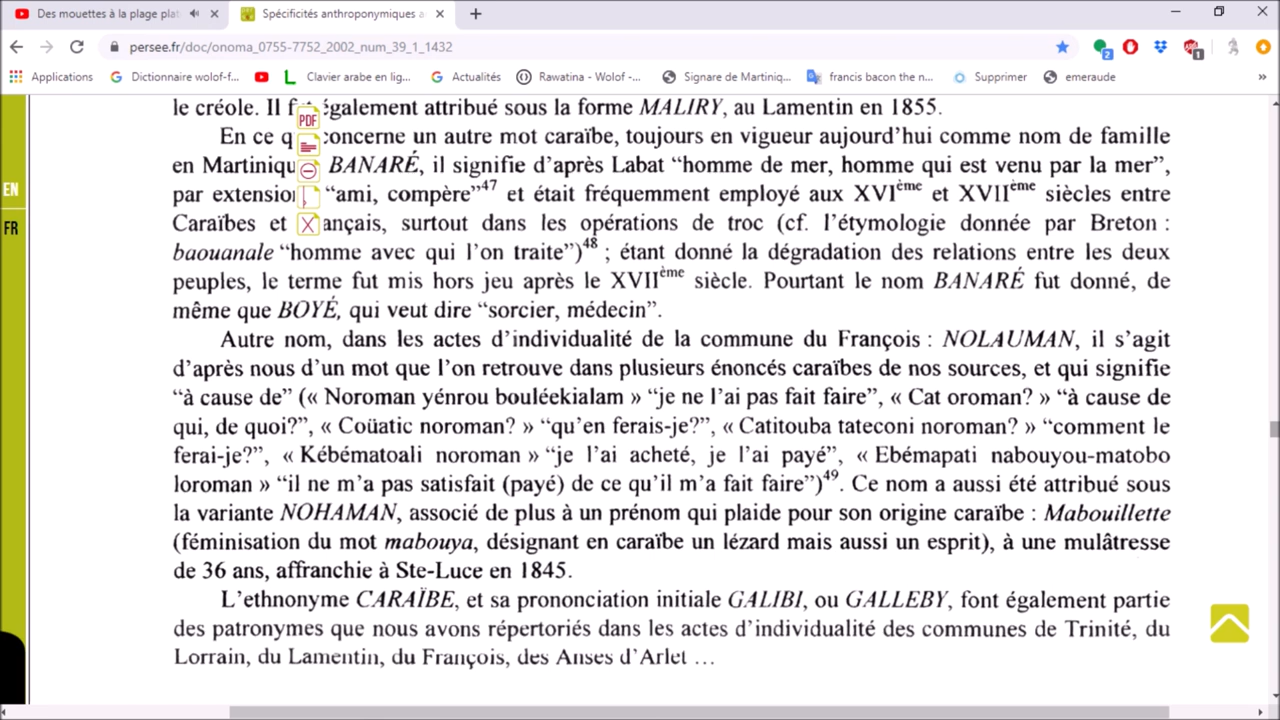 Des mouettes à la plage plat
Spécificités anthroponymiques a
persee.fr/doc/onoma_0755-7752_2002_num_39_1_1432
2
1
Applications
Dictionnaire wolof-f...
Clavier arabe en lig...
Actualités
Rawatina - Wolof -...
Signes de Martiniq...
francis bacon the n...
Supprimer
emeraude
»
EN
FR
PDF
le créole. Il f également attribué sous la forme MALIRY, au Lamentin en 1855.
En ce q concerne un autre mot caraïbe, toujours en vigueur aujourd'hui comme nom de famille
en Martiniqu BANARÉ, il signifie d'après Labat “homme de mer, homme qui est venu par la mer”,
par extension “ami, compère”47 et était fréquemment employé aux XVIème et XVIIème siècles entre
Caraïbes et ançais, surtout dans les opérations de troc (cf. l'étymologie donnée par Breton :
baouanale “homme avec qui l'on traite”)48 ; étant donné la dégradation des relations entre les deux
peuples, le terme fut mis hors jeu après le XVIIème siècle. Pourtant le nom BANARÉ fut donné, de
même que BOYÉ, qui veut dire “sorcier, médecin”.
Autre nom, dans les actes d'individualité de la commune du François : NOLAUMAN, il s'agit
d'après nous d'un mot que l'on retrouve dans plusieurs énoncés caraïbes de nos sources, et qui signifie
“à cause de” (« Noroman yénrou bouléekialam » “je ne l'ai pas fait faire”, « Cat oroman? » “à cause de
qui, de quoi?”, « Coüatic noroman? » “qu'en ferais-je?”, « Catitouba tateconi noroman? » “comment le
ferai-je?”, « Kébématoali noroman » “je l'ai acheté, je l'ai payé”, « Ebémapati nabouyou-matobo
loroman » “il ne m'a pas satisfait (payé) de ce qu'il m'a fait faire”)49. Ce nom a aussi été attribué sous
la variante NOHAMAN, associé de plus à un prénom qui plaide pour son origine caraïbe : Mabouillette
(féminisation du mot mabouya, désignant en caraïbe un lézard mais aussi un esprit), à une mulâtresse
de 36 ans, affranchie à Ste-Luce en 1845.
L'ethnonyme CARAÏBE, et sa prononciation initiale GALIBI, ou GALLEBY, font également partie
des patronymes que nous avons répertoriés dans les actes d'individualité des communes de Trinité, du
Lorrain, du Lamentin, du François, des Anses d'Arlet ...